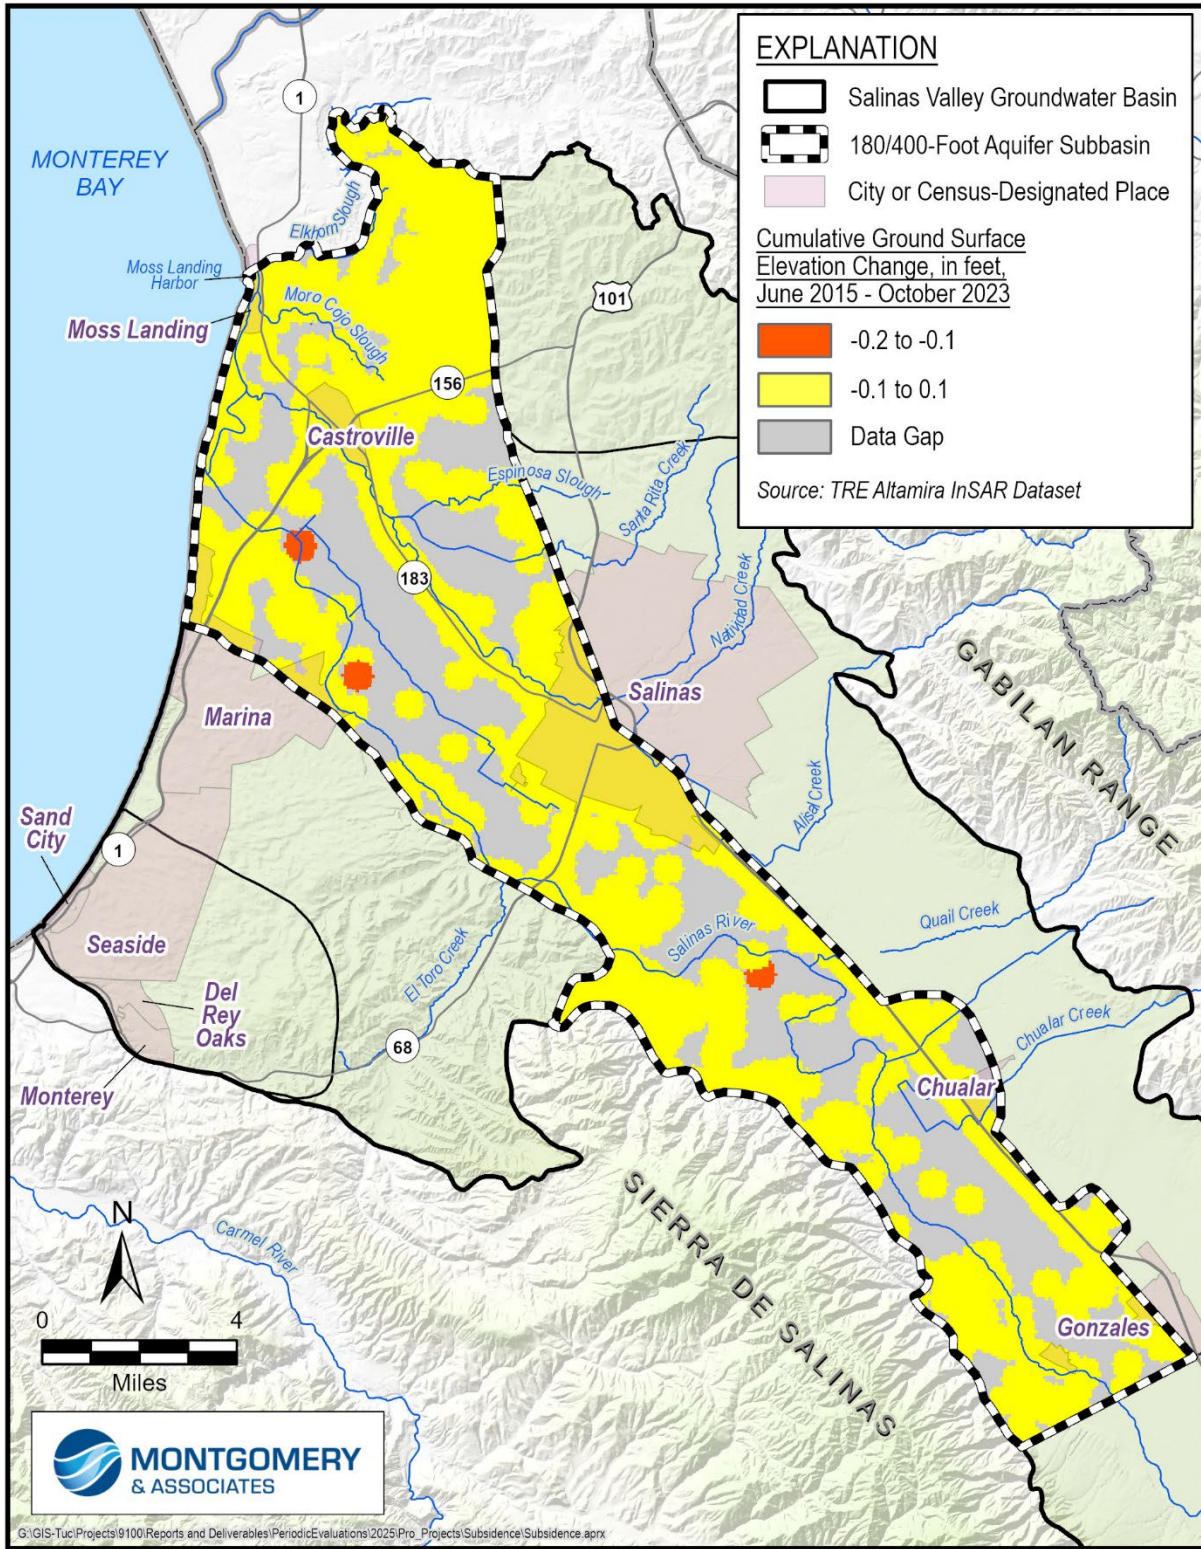 EXPLANATION
Salinas Valley Groundwater Basin
180/400-Foot Aquifer Subbasin
City or Census-Designated Place
Cumulative Ground Surface
Elevation Change, in feet,
June 2015 - October 2023
-0.2 to -0.1
-0.1 to 0.1
Data Gap
Source: TRE Altamira InSAR Dataset
1
MONTEREY
BAY
Elkhorn Slough
Moss Landing
Harbor
101
Moro Cojo Slough
Moss Landing
156
Castroville
Espinosa Slough
Santa Rita Creek
183
Natividad Creek
GABILAN RANGE
Salinas
Marina
Alisal Creek
Sand
City
1
Quail Creek
Seaside
Salinas River
El Toro Creek
Del
Rey
Oaks
Chualar Creek
68
Monterey
Chualar
SIERRA DE SALINAS
N
Carmel River
0
4
Miles
Gonzales
MONTGOMERY
& ASSOCIATES
G:\GIS-Tuc\Projects\9100\Reports and Deliverables\PeriodicEvaluations\2025\Pro_Projects\Subsidence\Subsidence.aprx